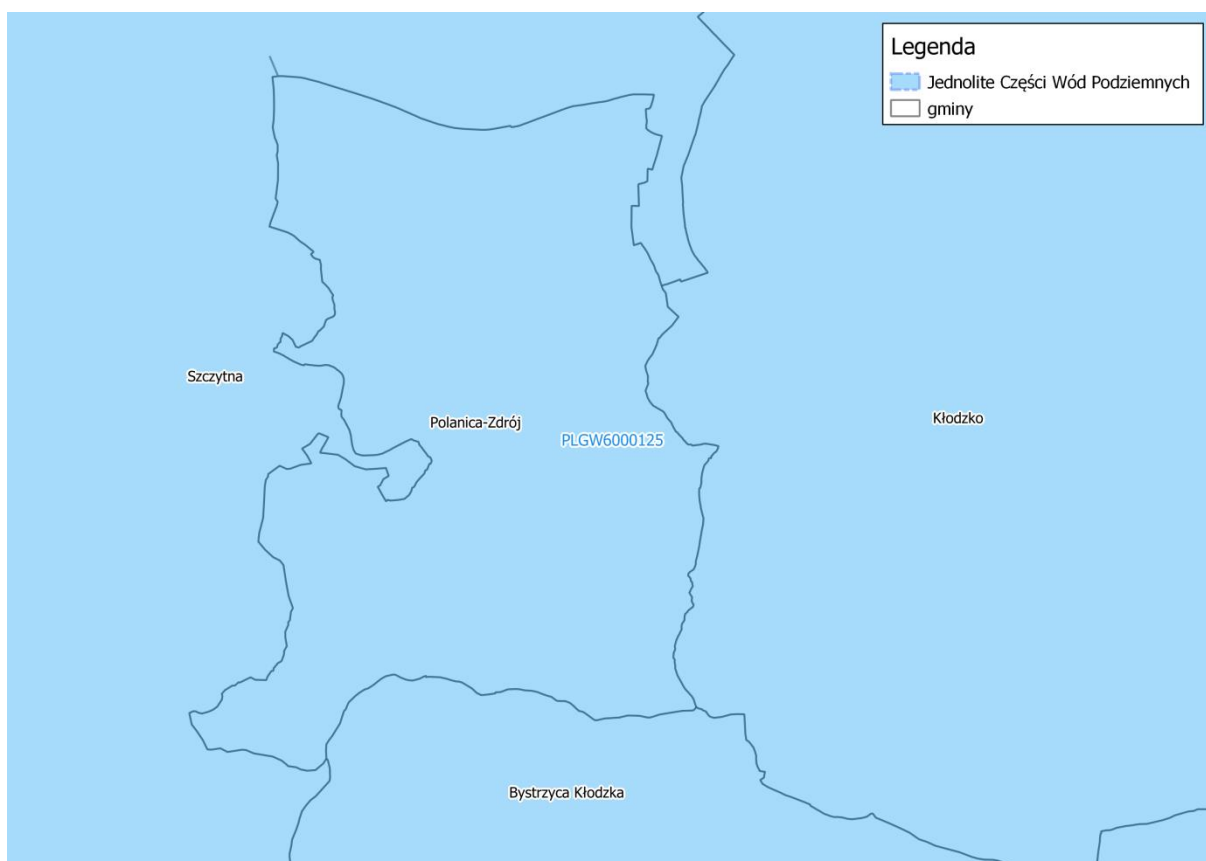 Legenda
Jednolite Części Wód Podziemnych
gminy
Szczytna
Polanica-Zdrój
PLGW6000125
Kłodzko
Bystrzyca Kłodzka